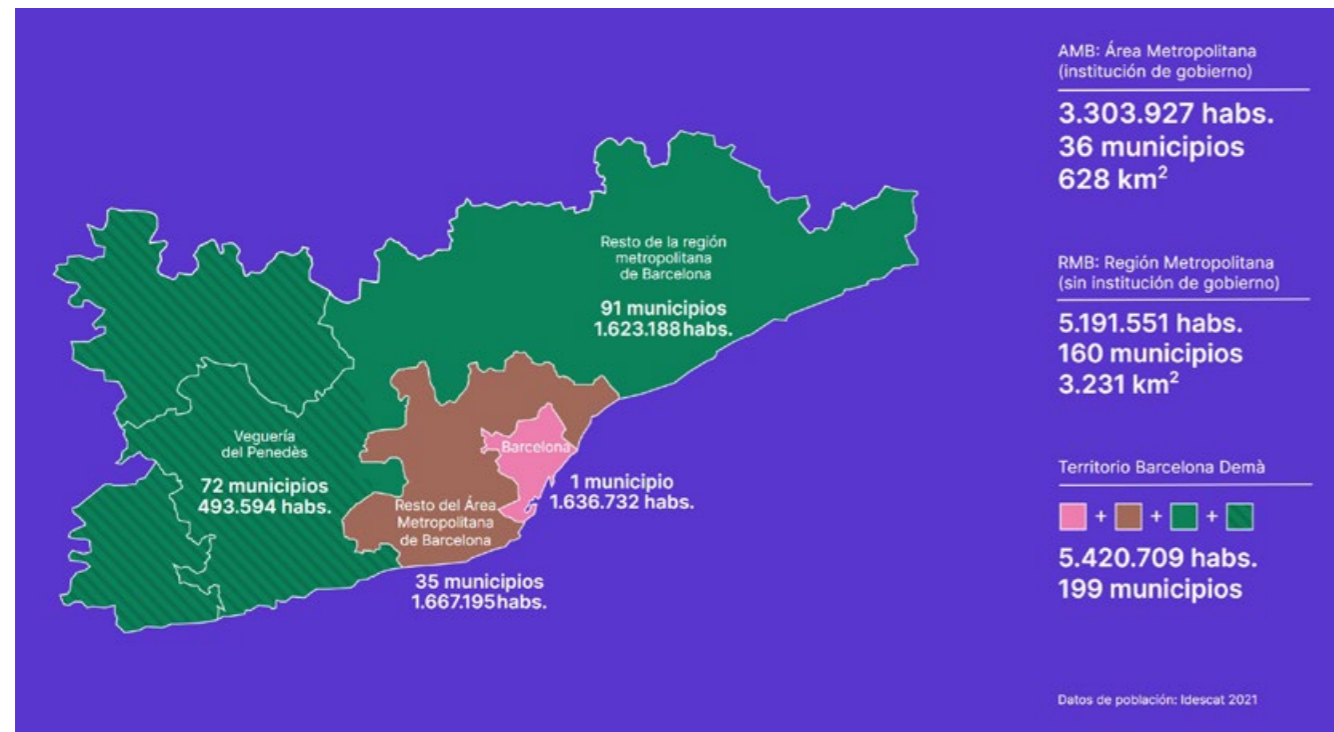 AMB: Área Metropolitana
(institución de gobierno)
3.303.927 habs.
36 municipios
628 km²
RMB: Región Metropolitana
(sin institución de gobierno)
5.191.551 habs.
160 municipios
3.231 km²
Territorio Barcelona Demà
+ + +
5.420.709 habs.
199 municipios
Datos de población: Idescat 2021
Resto de la región
metropolitana
de Barcelona
91 municipios
1.623.188 habs.
Veguería
del Penedès
72 municipios
493.594 habs.
Barcelona
1 municipio
1.636.732 habs.
Resto del Área
Metropolitana
de Barcelona
35 municipios
1.667.195 habs.